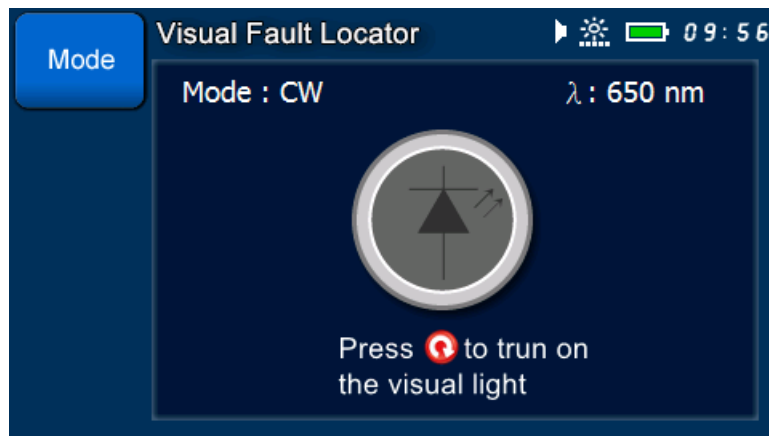 Mode
Visual Fault Locator
09:56
Mode : CW
λ : 650 nm
Press to trun on
the visual light